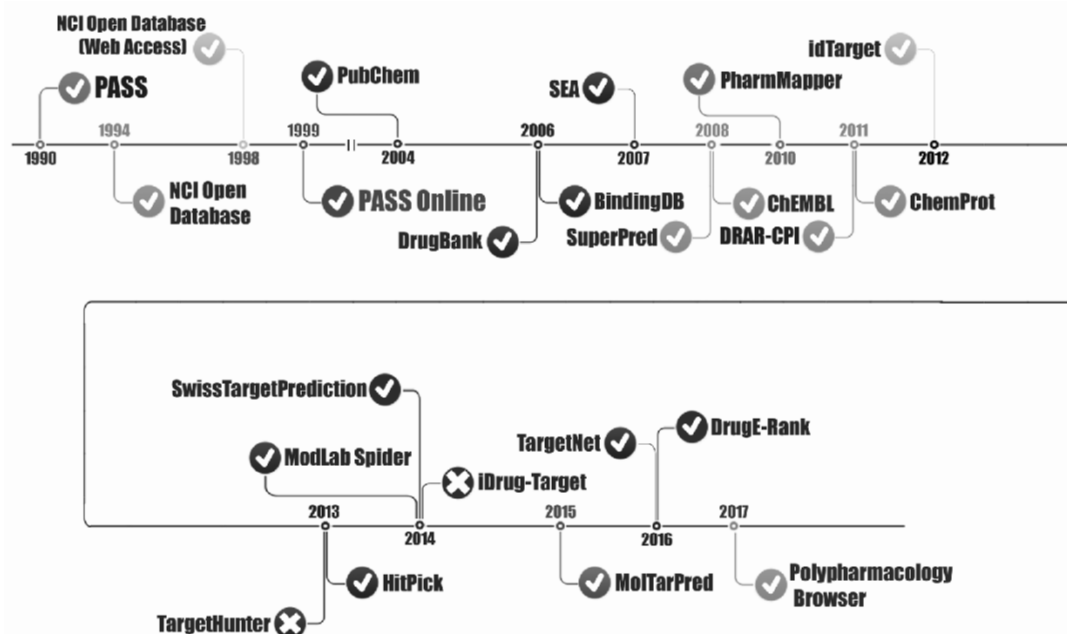 NCI Open Database
(Web Access)
PASS
PubChem
SEA
PharmMapper
idTarget
1990
1994
1998
1999
2004
2006
2007
2008
2010
2011
2012
NCI Open
Database
PASS Online
DrugBank
BindingDB
SuperPred
ChEMBL
DRAR-CPI
ChemProt
SwissTargetPrediction
ModLab Spider
iDrug-Target
TargetNet
DrugE-Rank
2013
2014
2015
2016
2017
HitPick
TargetHunter
MolTarPred
Polypharmacology
Browser